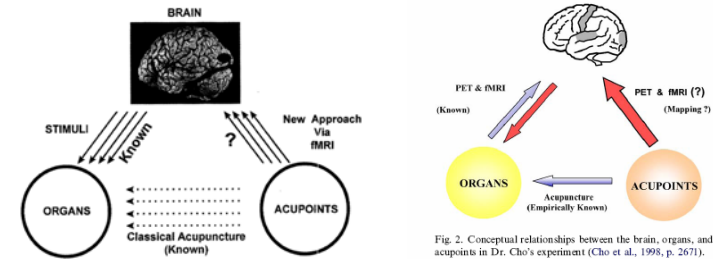 BRAIN
STIMULI
Known
?
New Approach
Via
fMRI
ORGANS
ACUPOINTS
Classical Acupuncture
(Known)
PET & fMRI
(Known)
PET & fMRI (?)
(Mapping ?)
ORGANS
ACUPOINTS
Acupuncture
(Empirically Known)
Fig. 2. Conceptual relationships between the brain, organs, and
acupoints in Dr. Cho's experiment (Cho et al., 1998, p. 2671).